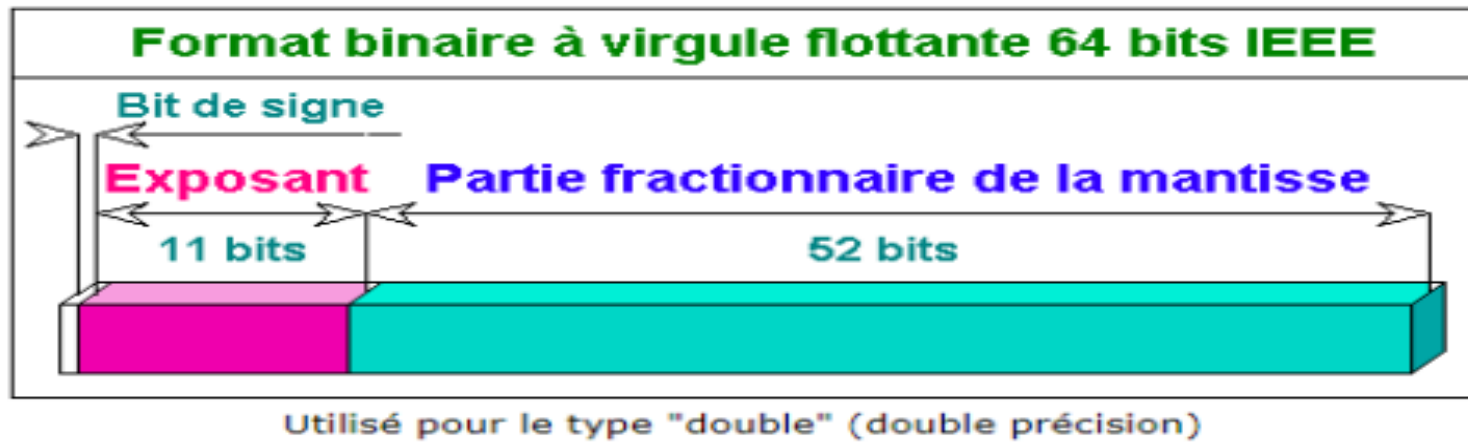 Format binaire à virgule flottante 64 bits IEEE
Bit de signe
Exposant Partie fractionnaire de la mantisse
11 bits 52 bits
Utilisé pour le type "double" (double précision)